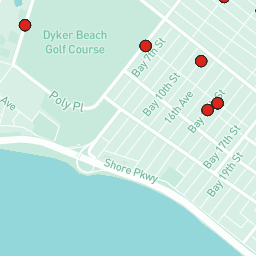 Dyker Beach
Golf Course
Bay 7th St
Bay 10th St
16th Ave
Poly Pl
Ave
Bay
St
Bay 17th St
Bay 19th St
Shore Pkwy